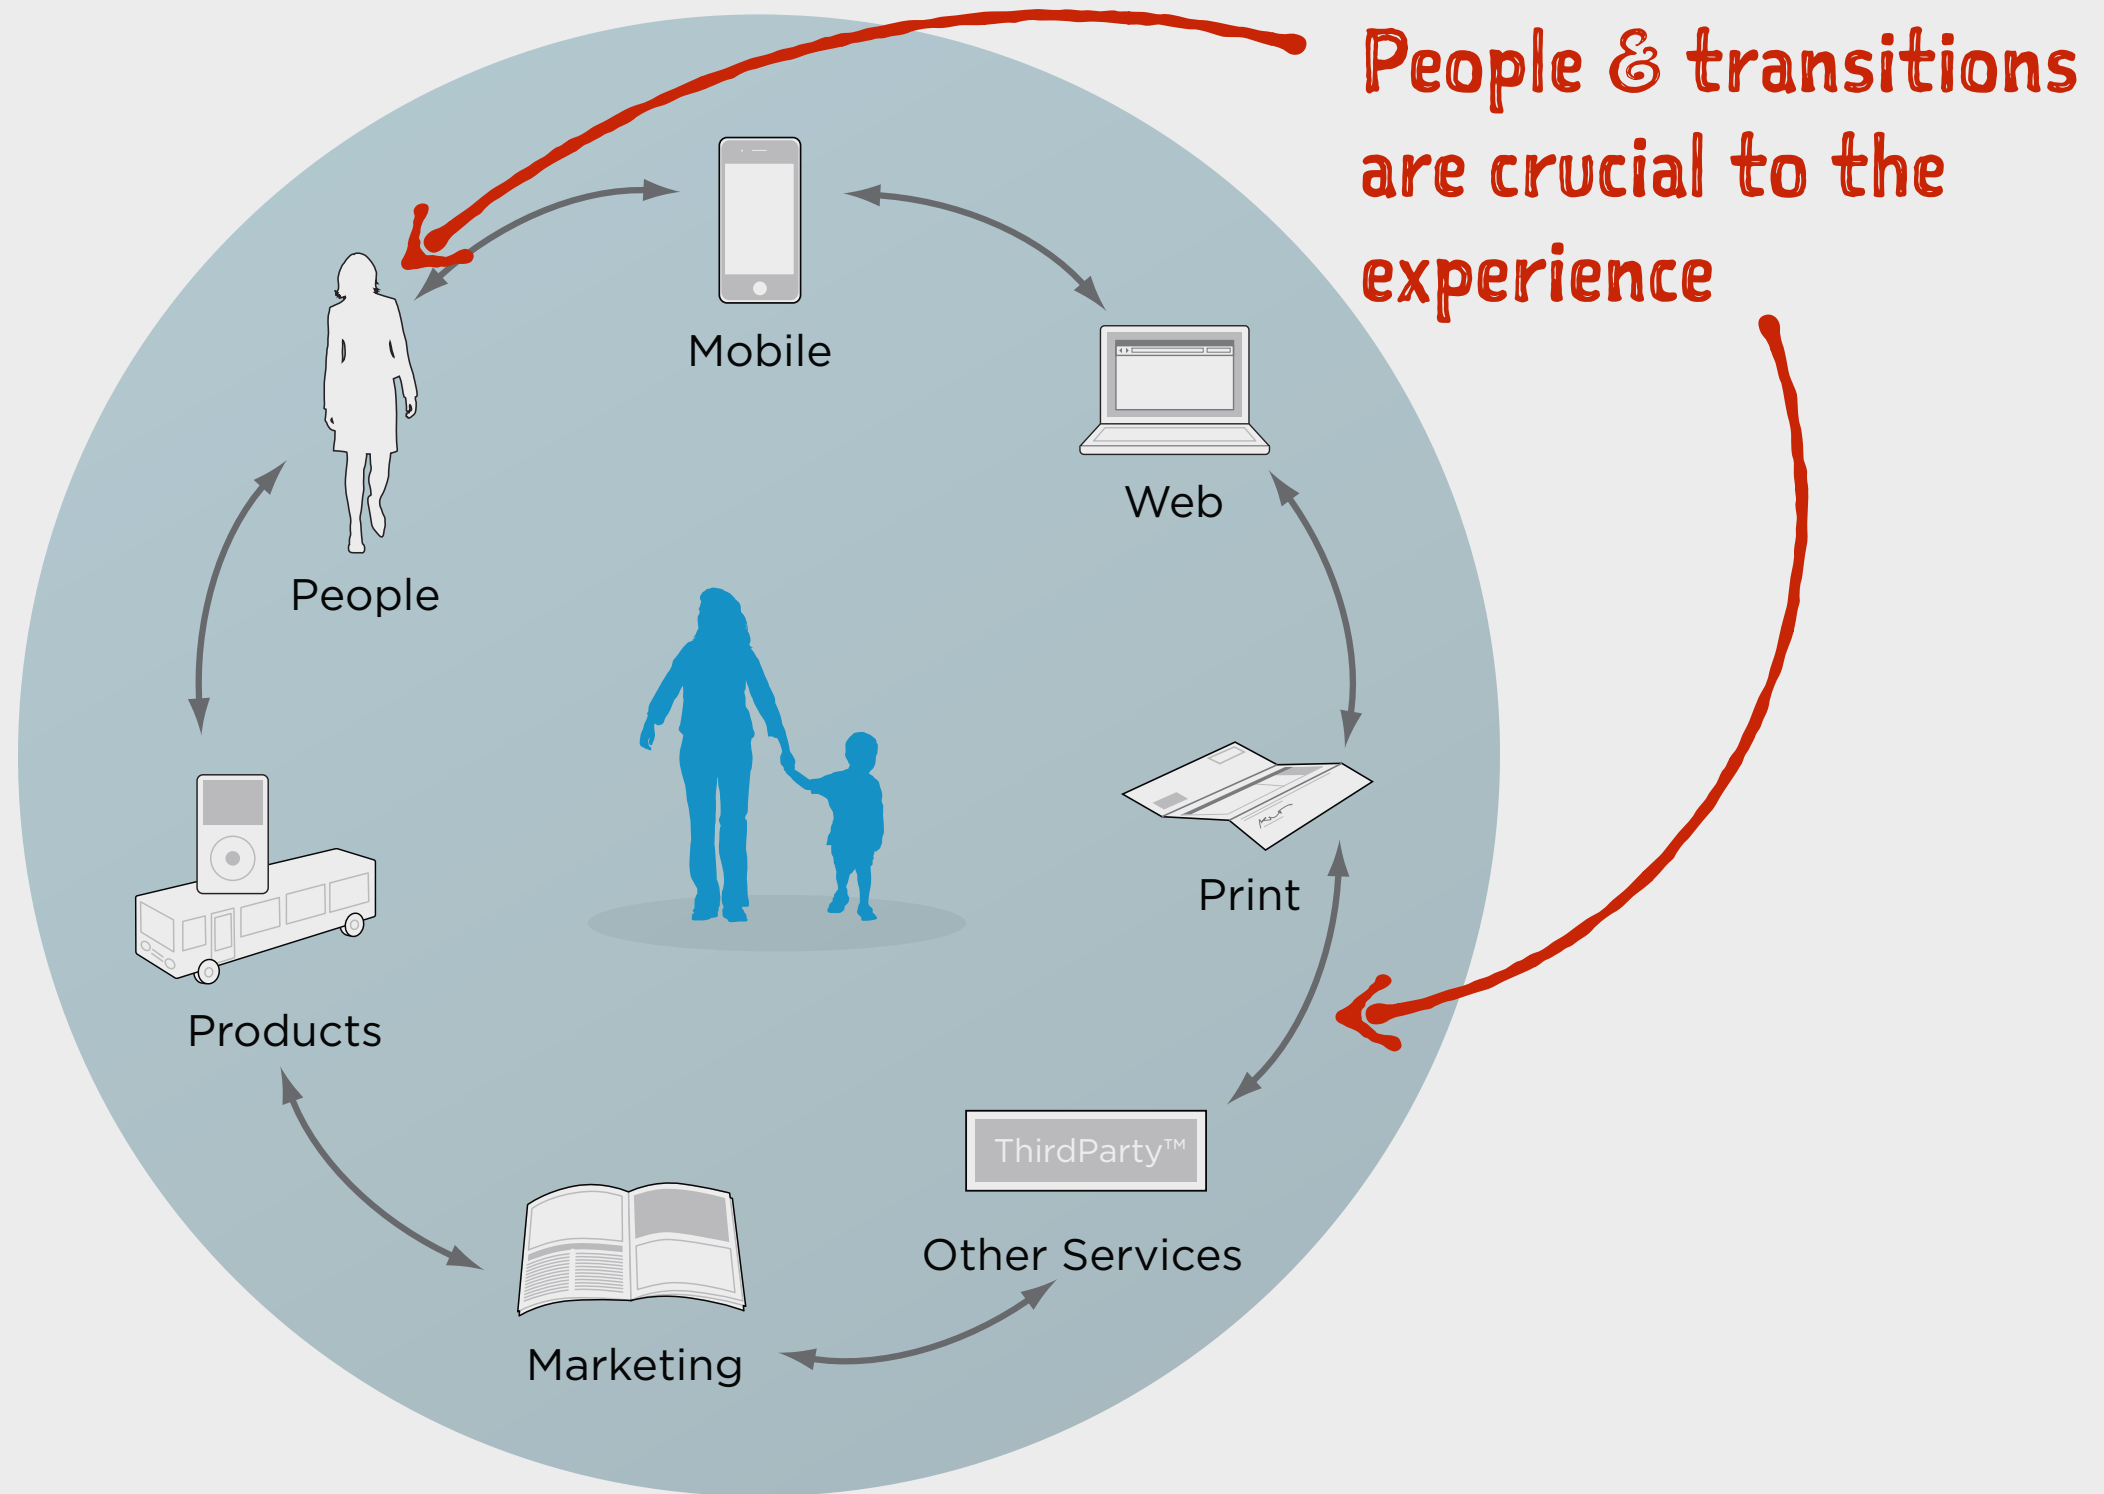 People & transitions
are crucial to the
experience
Mobile
Web
People
Print
Products
ThirdParty™
Other Services
Marketing